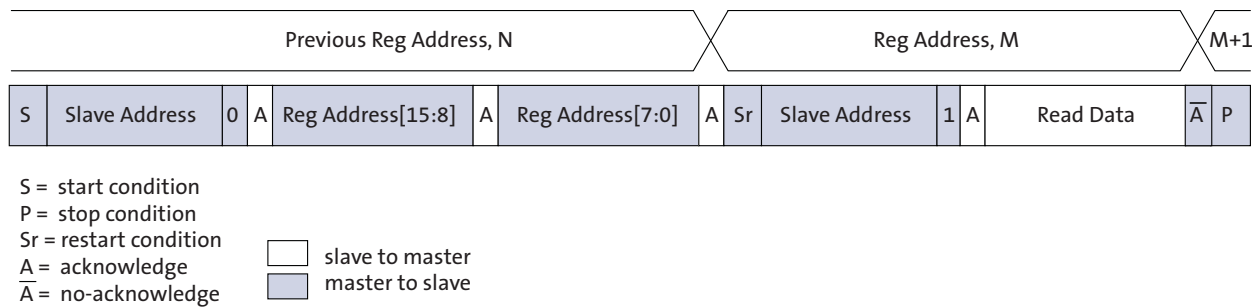 Previous Reg Address, N Reg Address, M M+1
S Slave Address 0 A Reg Address[15:8] A Reg Address[7:0] A Sr Slave Address 1 A Read Data A̅ P
S = start condition
P = stop condition
Sr = restart condition
A = acknowledge
A̅ = no-acknowledge
slave to master
master to slave